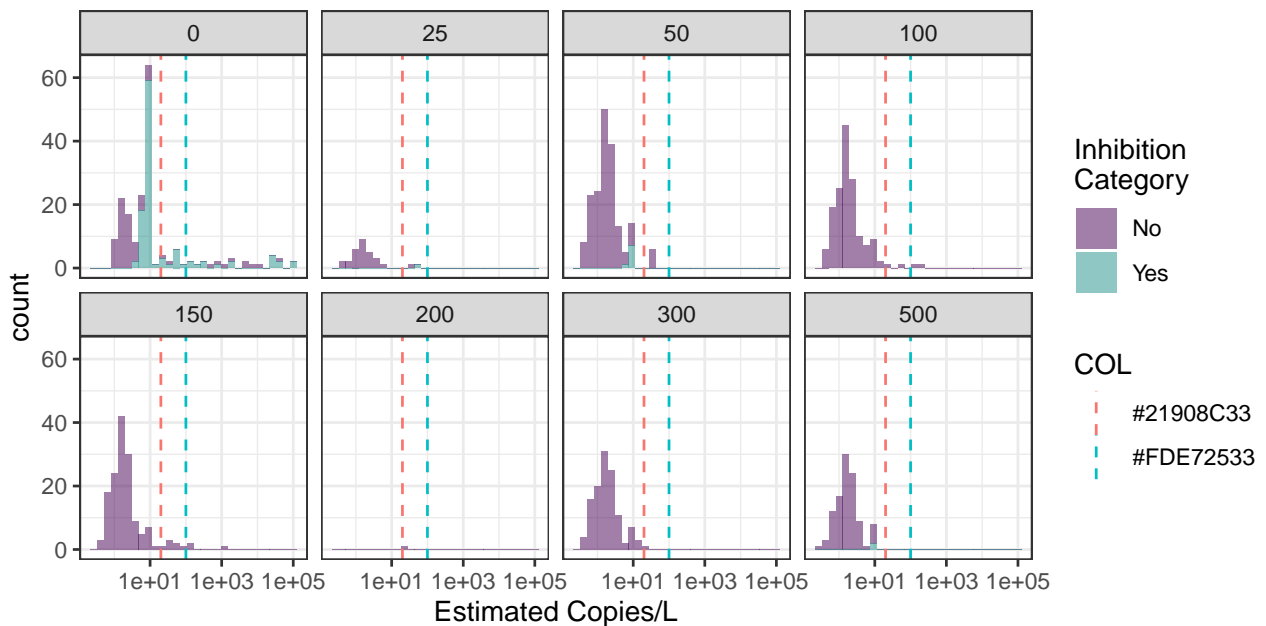 0
25
50
100
60
40
20
0
150
200
300
500
60
40
20
0
1e+01
1e+03
1e+05
1e+01
1e+03
1e+05
1e+01
1e+03
1e+05
1e+01
1e+03
1e+05
count
Estimated Copies/L
Inhibition
Category
No
Yes
COL
#21908C33
#FDE72533